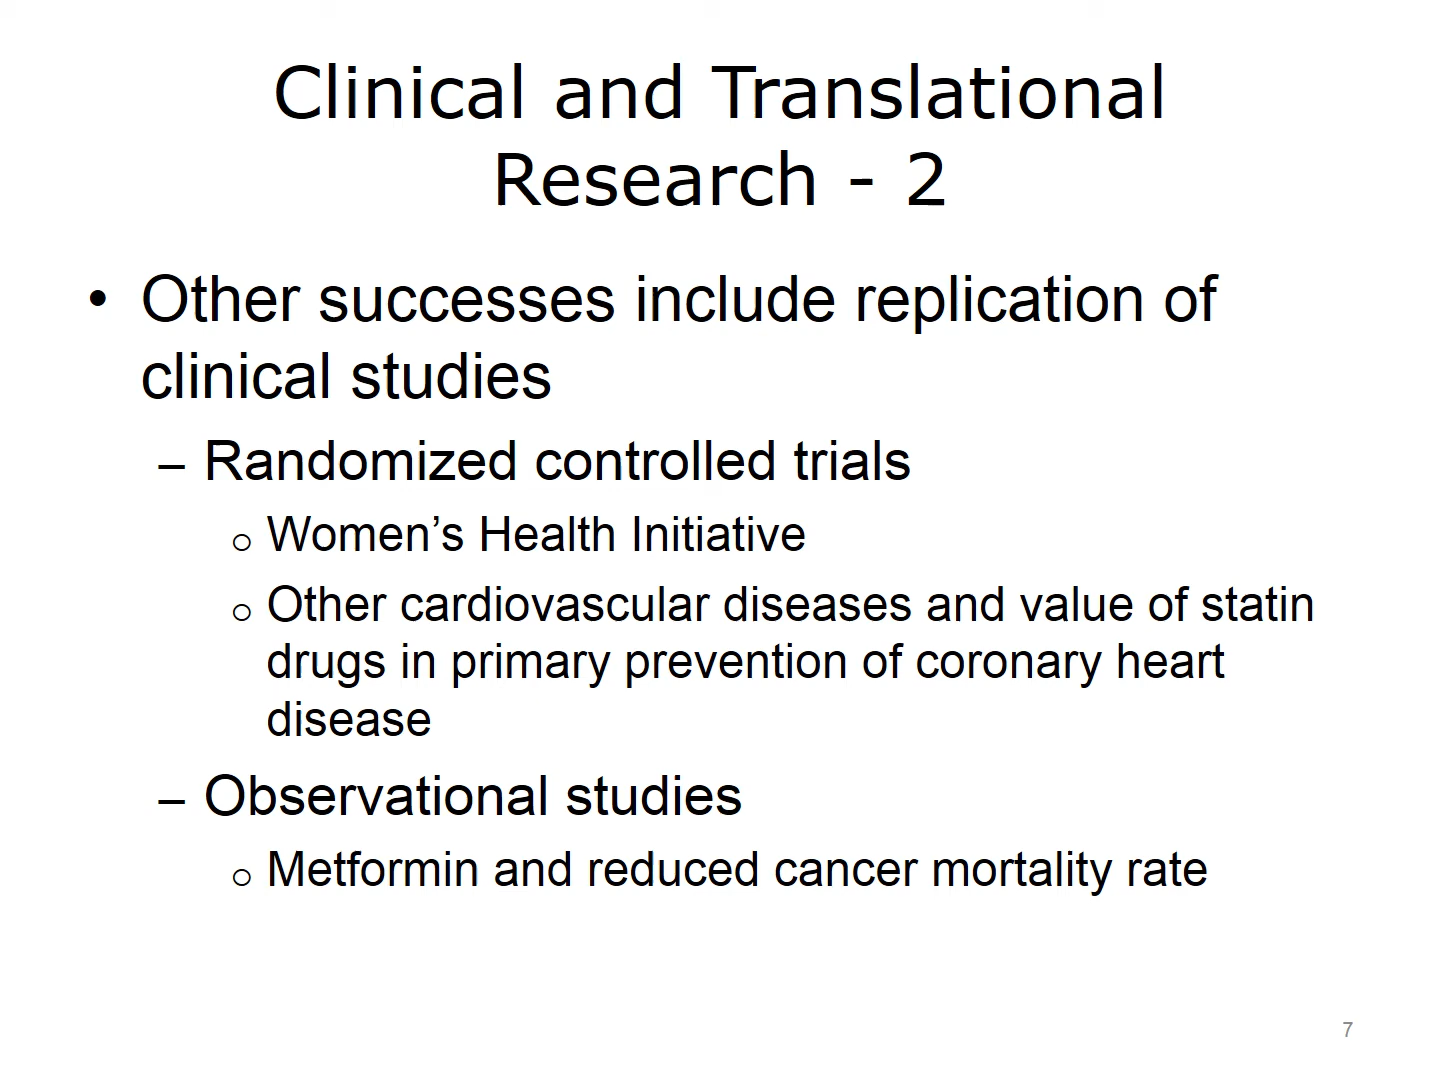 Clinical and Translational
Research - 2
• Other successes include replication of
clinical studies
– Randomized controlled trials
o Women’s Health Initiative
o Other cardiovascular diseases and value of statin
drugs in primary prevention of coronary heart
disease
– Observational studies
o Metformin and reduced cancer mortality rate
7